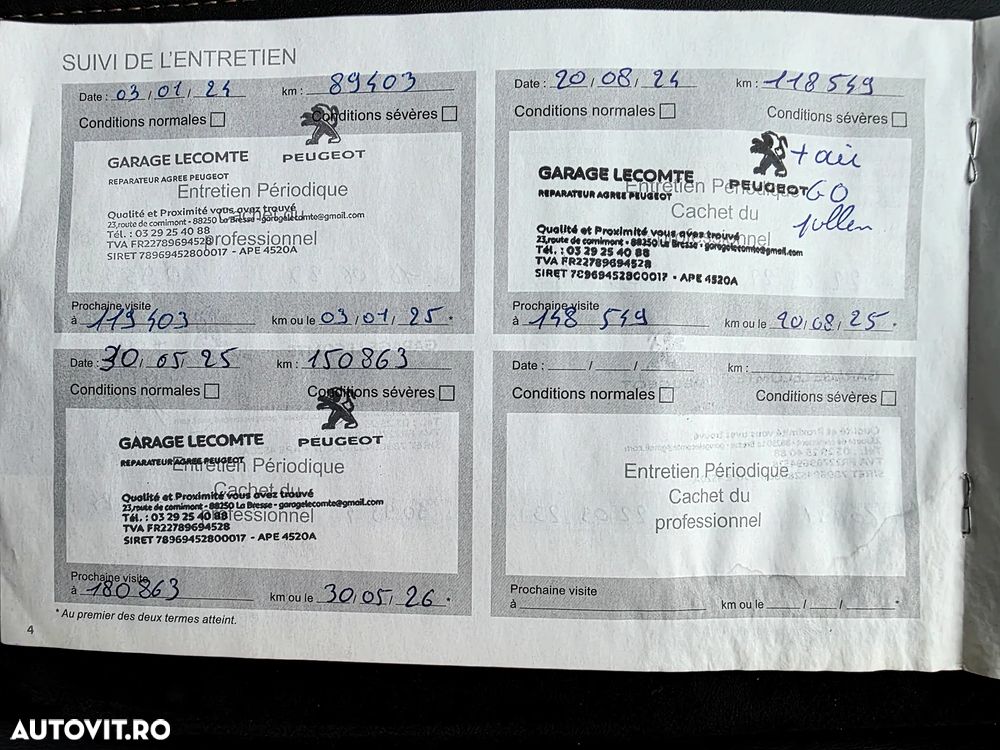 SUIVI DE L'ENTRETIEN
Date : 03 / 01 / 24 km : 89403
Conditions normales Conditions sévères
GARAGE LECOMTE PEUGEOT
REPARATEUR AGREE PEUGEOT
Entretien Périodique
Qualité et Proximité vous avez trouvé
23,route de cornimont - 88250 La Bresse - garagelecomte@gmail.com
Tél. : 03 29 25 40 88
TVA FR22789694528
professionnel
SIRET 78969452800017 - APE 4520A
Prochaine visite
à 119403 km ou le 03 / 01 / 25 *
Date : 20 / 08 / 24 km : 118549
Conditions normales Conditions sévères
+ air
GARAGE LECOMTE PEUGEOT
GO
REPARATEUR AGREE PEUGEOT
Entretien Périodique
pollen
Cachet du
Qualité et Proximité vous avez trouvé
23,route de cornimont - 88250 La Bresse - garagelecomte@gmail.com
Tél. : 03 29 25 40 88
TVA FR22789694528
SIRET 78969452800017 - APE 4520A
Prochaine visite
à 148 549 km ou le 20 / 08 / 25 *
Date : 30 / 05 / 25 km : 150863
Conditions normales Conditions sévères
GARAGE LECOMTE PEUGEOT
REPARATEUR AGREE PEUGEOT
Entretien Périodique
Cachet du
Qualité et Proximité vous avez trouvé
23,route de cornimont - 88250 La Bresse - garagelecomte@gmail.com
Tél. : 03 29 25 40 88
professionnel
TVA FR22789694528
SIRET 78969452800017 - APE 4520A
Prochaine visite
à 180863 km ou le 30 / 05 / 26 *
Date : / / km :
Conditions normales Conditions sévères
Entretien Périodique
Cachet du
professionnel
Prochaine visite
à km ou le / / *
* Au premier des deux termes atteint.
4
AUTOVIT.RO